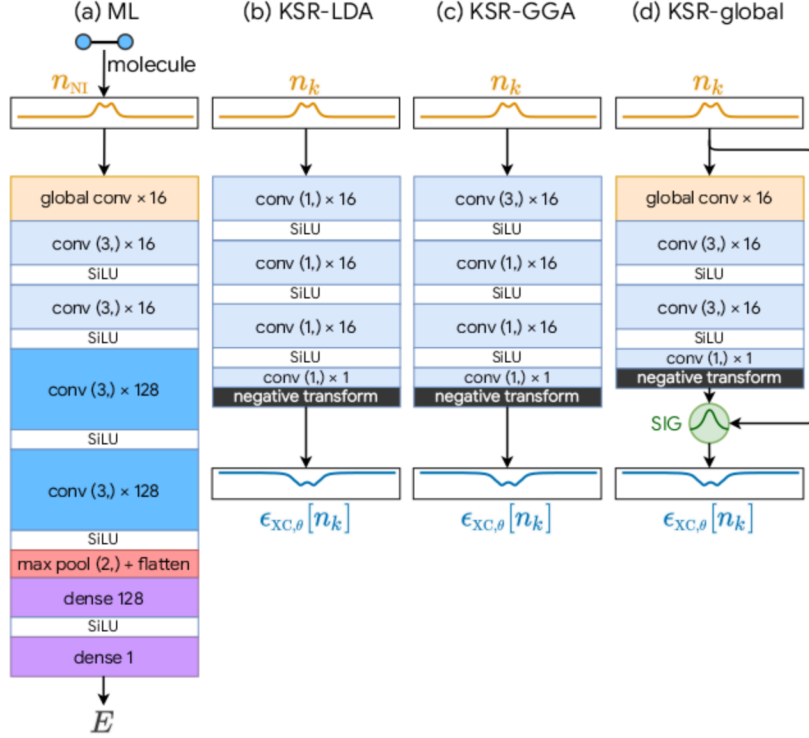 (a) ML
molecule
n_NI
global conv × 16
conv (3,) × 16
SiLU
conv (3,) × 16
SiLU
conv (3,) × 128
SiLU
conv (3,) × 128
SiLU
max pool (2,) + flatten
dense 128
SiLU
dense 1
E
(b) KSR-LDA
n_k
conv (1,) × 16
SiLU
conv (1,) × 16
SiLU
conv (1,) × 16
SiLU
conv (1,) × 1
negative transform
ϵ_XC,θ[n_k]
(c) KSR-GGA
n_k
conv (3,) × 16
SiLU
conv (1,) × 16
SiLU
conv (1,) × 16
SiLU
conv (1,) × 1
negative transform
ϵ_XC,θ[n_k]
(d) KSR-global
n_k
global conv × 16
conv (3,) × 16
SiLU
conv (3,) × 16
SiLU
conv (1,) × 1
negative transform
SIG
ϵ_XC,θ[n_k]